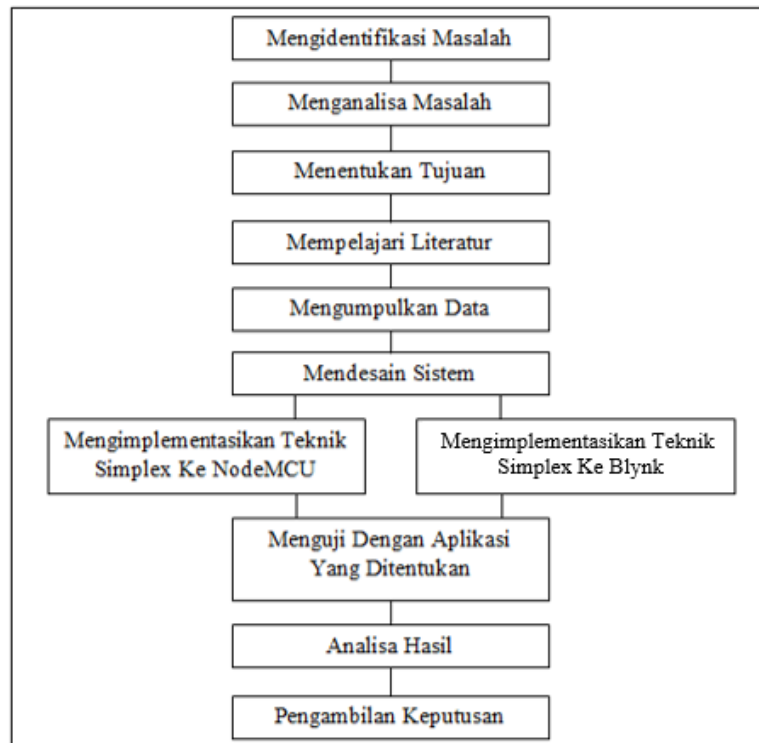 Mengidentifikasi Masalah
Menganalisa Masalah
Menentukan Tujuan
Mempelajari Literatur
Mengumpulkan Data
Mendesain Sistem
Mengimplementasikan Teknik
Simplex Ke NodeMCU
Mengimplementasikan Teknik
Simplex Ke Blynk
Menguji Dengan Aplikasi
Yang Ditentukan
Analisa Hasil
Pengambilan Keputusan